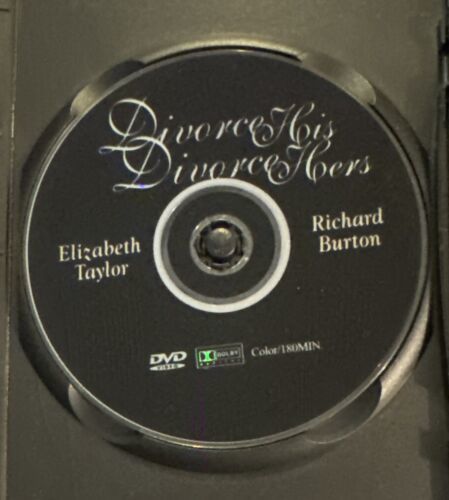 Divorce His
Divorce Hers
Elizabeth
Taylor
Richard
Burton
DVD
VIDEO
DOLBY
Color/180MIN.